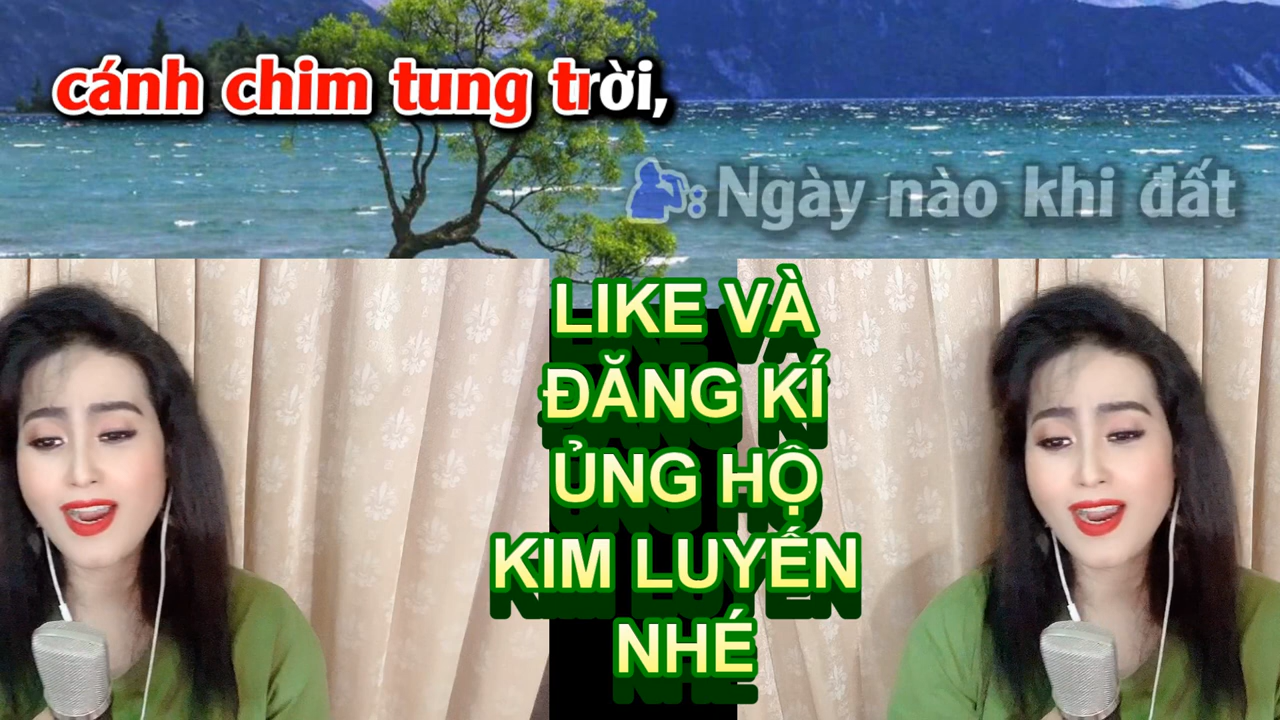 cánh chim tung trời,
: Ngày nào khi đất
LIKE VÀ
ĐĂNG KÍ
ỦNG HỘ
KIM LUYẾN
NHÉ